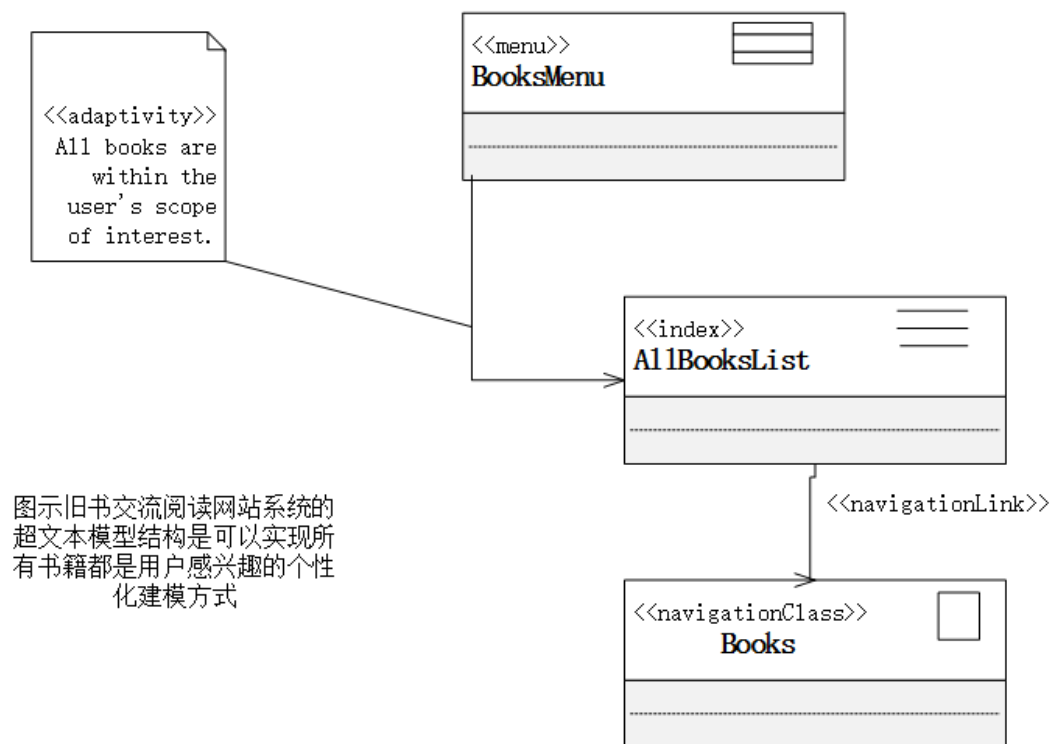 <<menu>>
BooksMenu
<<adaptivity>>
All books are
within the
user's scope
of interest.
<<index>>
AllBooksList
<<navigationLink>>
图示旧书交流阅读网站系统的
超文本模型结构是可以实现所
有书籍都是用户感兴趣的个性
化建模方式
<<navigationClass>>
Books